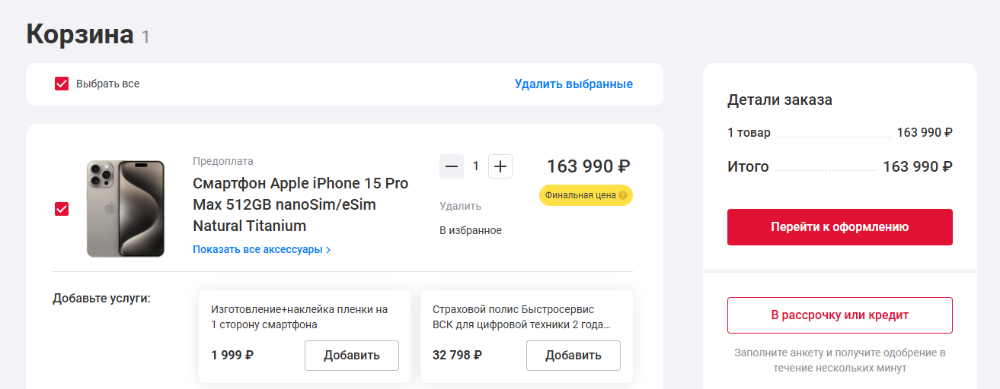 Корзина 1
Выбрать все
Удалить выбранные
Предоплата
Смартфон Apple iPhone 15 Pro
Max 512GB nanoSim/eSim
Natural Titanium
Показать все аксессуары
1
Удалить
В избранное
163 990 ₽
Финальная цена
Добавьте услуги:
Изготовление+наклейка пленки на
1 сторону смартфона
1 999 ₽
Добавить
Страховой полис Быстросервис
ВСК для цифровой техники 2 года…
32 798 ₽
Добавить
Детали заказа
1 товар 163 990 ₽
Итого 163 990 ₽
Перейти к оформлению
В рассрочку или кредит
Заполните анкету и получите одобрение в
течение нескольких минут